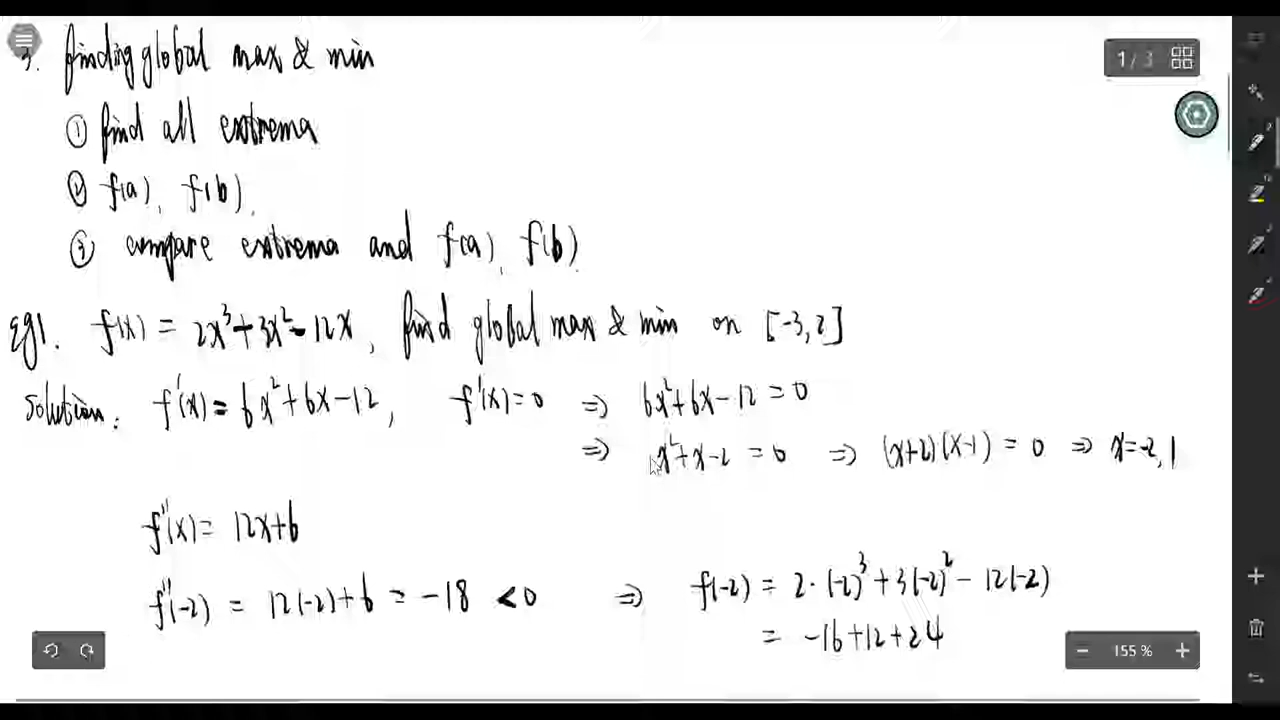 3. finding global max & min
① find all extrema
② f(a), f(b),
③ compare extrema and f(a), f(b)
Eg1. f(x) = 2x³+3x²-12x, find global max & min on [-3,2]
Solution: f'(x) = 6x²+6x-12, f'(x)=0 => 6x²+6x-12=0
=> x²+x-2 = 0 => (x+2)(x-1) = 0 => x=-2, 1
f''(x) = 12x+6
f''(-2) = 12(-2)+6 = -18 <0 => f(-2) = 2·(-2)³+3(-2)²-12(-2)
= -16+12+24
1 / 3
155 %